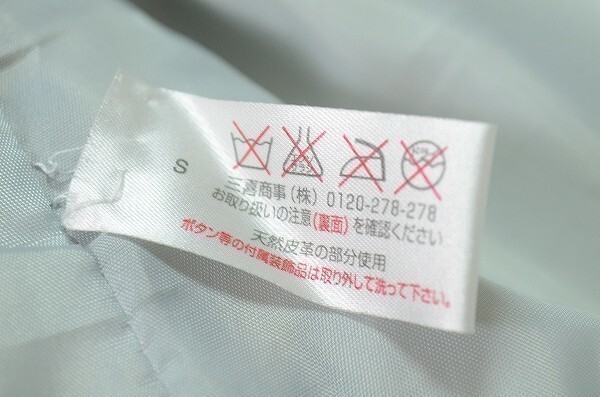 S
三喜商事(株) 0120-278-278
お取り扱いの注意(裏面)を確認ください
天然皮革の部分使用
ボタン等の付属装飾品は取り外して洗って下さい。